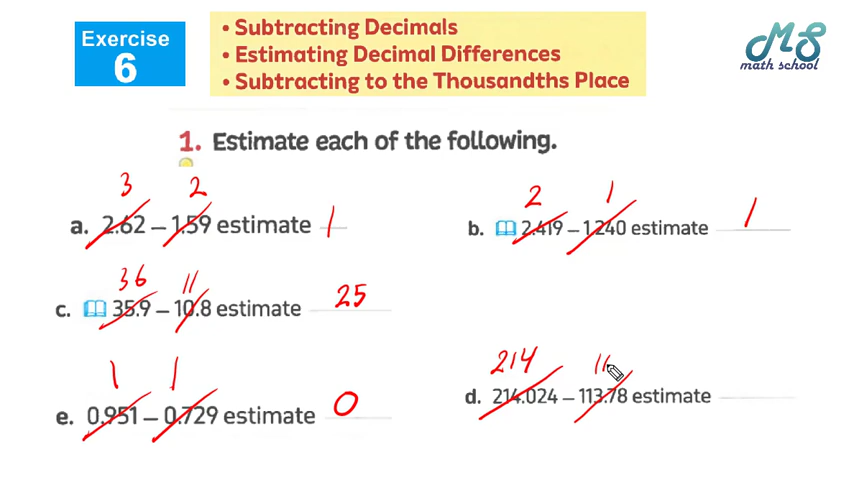 Exercise
6
• Subtracting Decimals
• Estimating Decimal Differences
• Subtracting to the Thousandths Place
MS
math school
1. Estimate each of the following.
3 2
a. 2.62 – 1.59 estimate 1
2 1
b. 2.419 – 1.240 estimate 1
36 11
c. 35.9 – 10.8 estimate 25
214 11
d. 214.024 – 113.78 estimate
1 1
e. 0.951 – 0.729 estimate 0